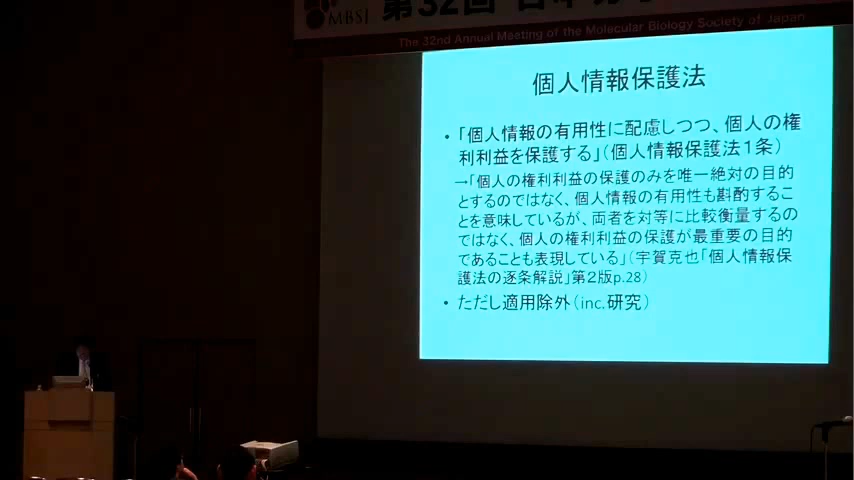 MBSJ 第32回 日本
The 32nd Annual Meeting of the Molecular Biology Society of Japan
個人情報保護法
• 「個人情報の有用性に配慮しつつ、個人の権
利利益を保護する」（個人情報保護法１条）
→「個人の権利利益の保護のみを唯一絶対の目的
とするのではなく、個人情報の有用性も斟酌するこ
とを意味しているが、両者を対等に比較衡量するの
ではなく、個人の権利利益の保護が最重要の目的
であることも表現している」（宇賀克也「個人情報保
護法の逐条解説」第２版p.28）
• ただし適用除外（inc.研究）